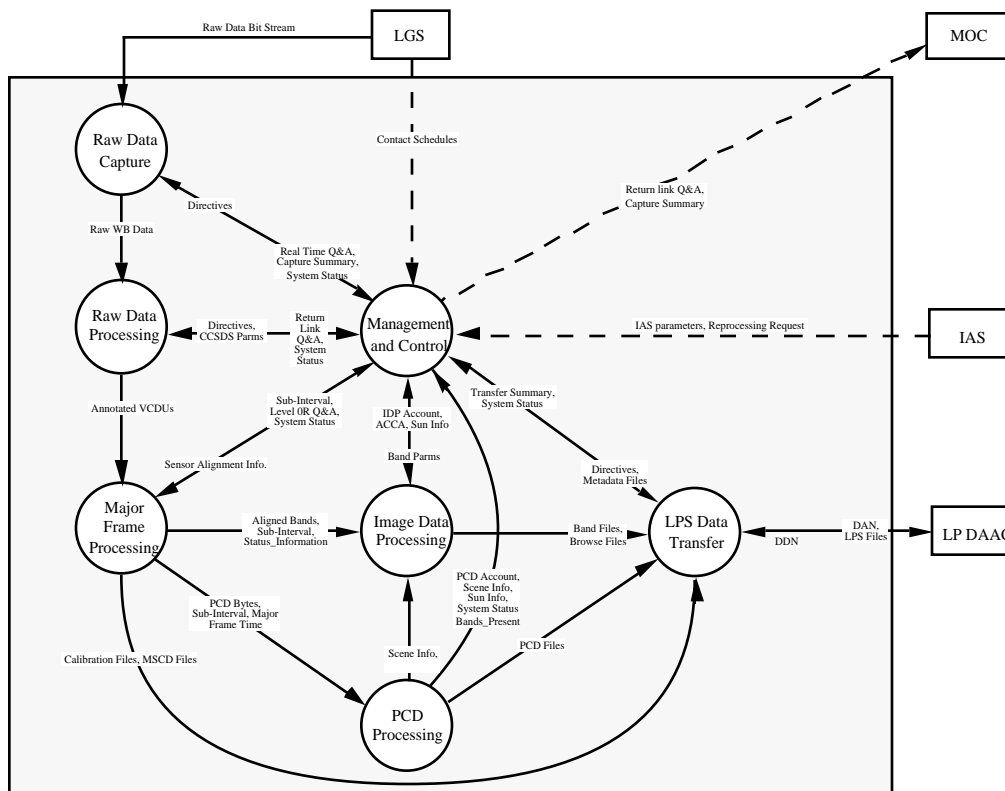 Raw Data Bit Stream
LGS
MOC
Raw Data
Capture
Contact Schedules
Return link Q&A,
Capture Summary
Directives
Raw WB Data
Real Time Q&A,
Capture Summary,
System Status
Raw Data
Processing
Directives,
CCSDS Parms
Return
Link
Q&A,
System
Status
Management
and Control
IAS parameters, Reprocessing Request
IAS
Annotated VCDUs
Sub-Interval,
Level 0R Q&A,
System Status
IDP Account,
ACCA, Sun Info
Transfer Summary,
System Status
Sensor Alignment Info.
Band Parms
Directives,
Metadata Files
Major
Frame
Processing
Aligned Bands,
Sub-Interval,
Status_Information
Image Data
Processing
Band Files,
Browse Files
LPS Data
Transfer
DDN
DAN,
LPS Files
LP DAAC
PCD Bytes,
Sub-Interval, Major
Frame Time
PCD Account,
Scene Info,
Sun Info,
System Status
Bands_Present
Calibration Files, MSCD Files
Scene Info,
PCD Files
PCD
Processing